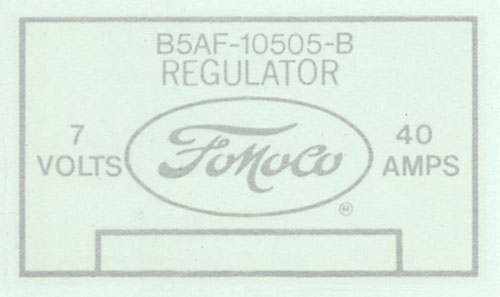 B5AF-10505-B
REGULATOR
7
VOLTS
FoMoCo
40
AMPS